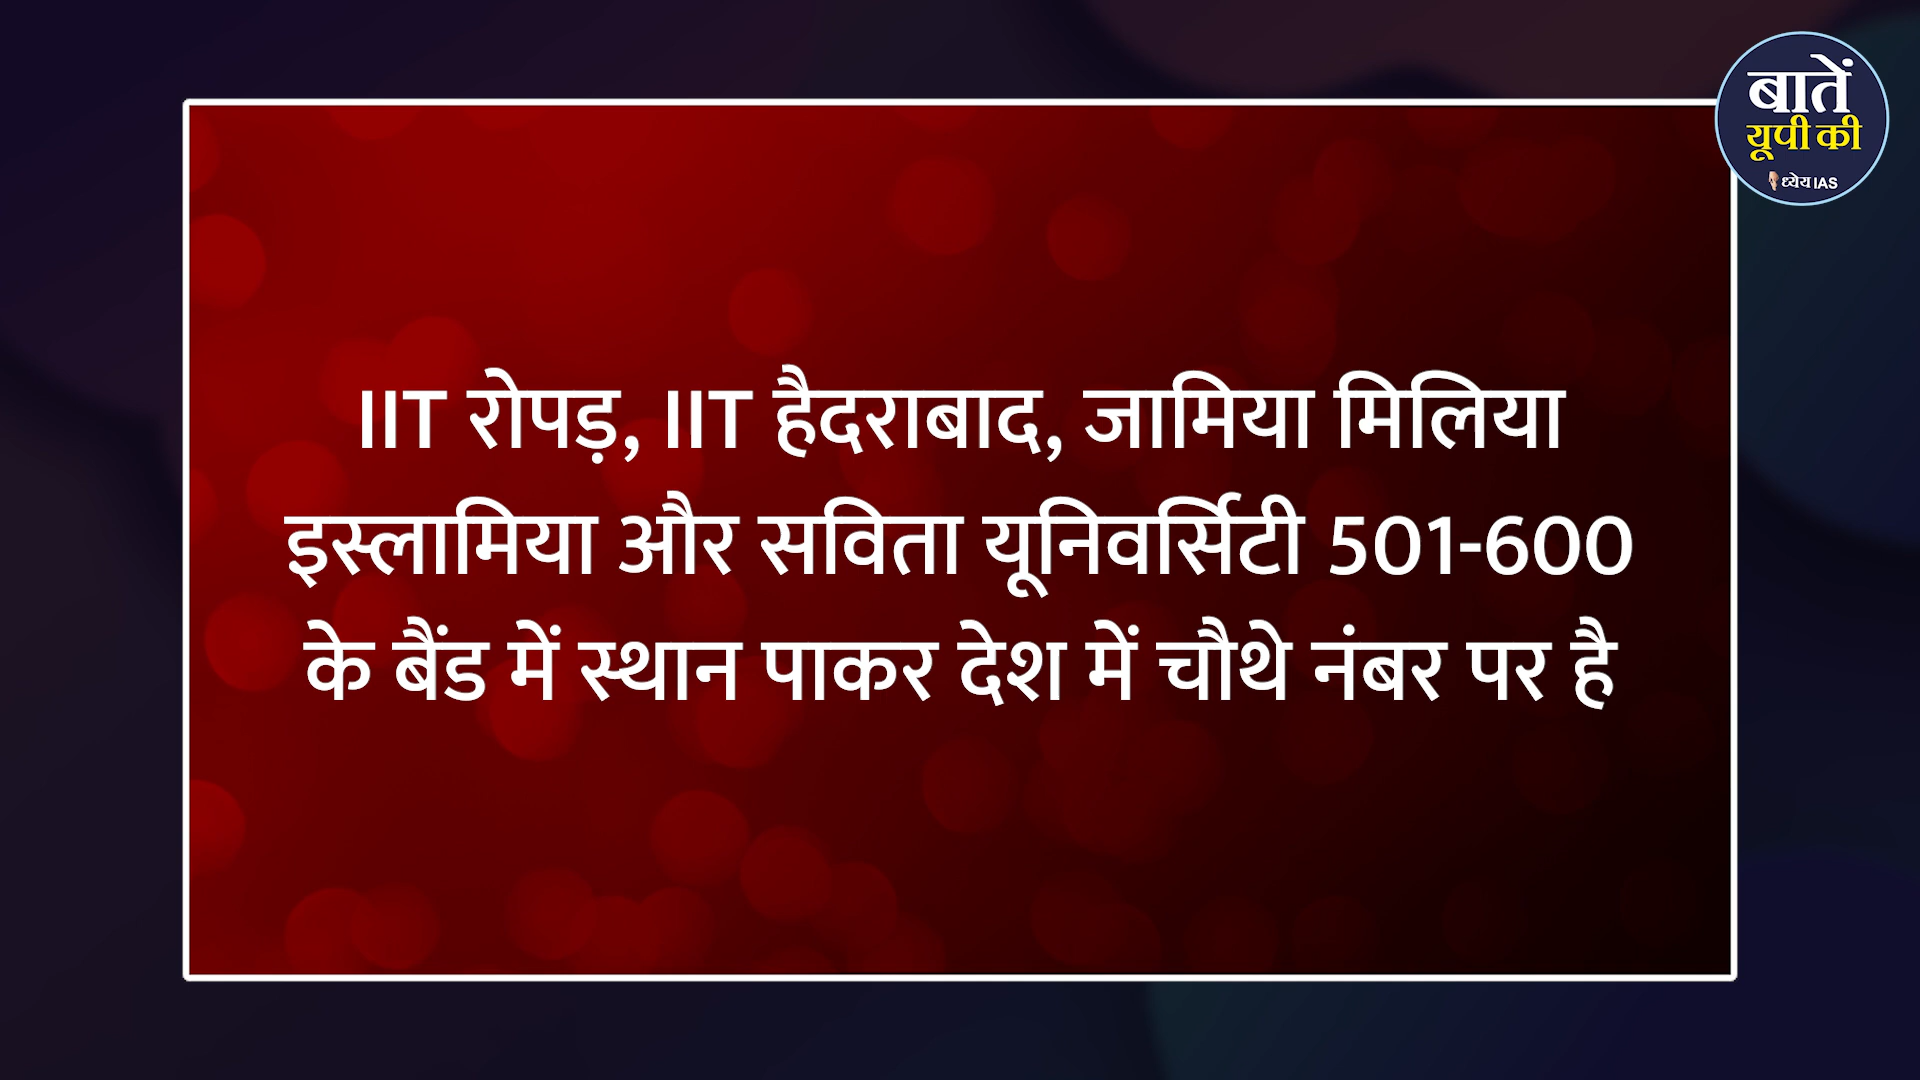 बातें
यूपी की
ध्येय IAS
IIT रोपड़, IIT हैदराबाद, जामिया मिलिया
इस्लामिया और सविता यूनिवर्सिटी 501-600
के बैंड में स्थान पाकर देश में चौथे नंबर पर है